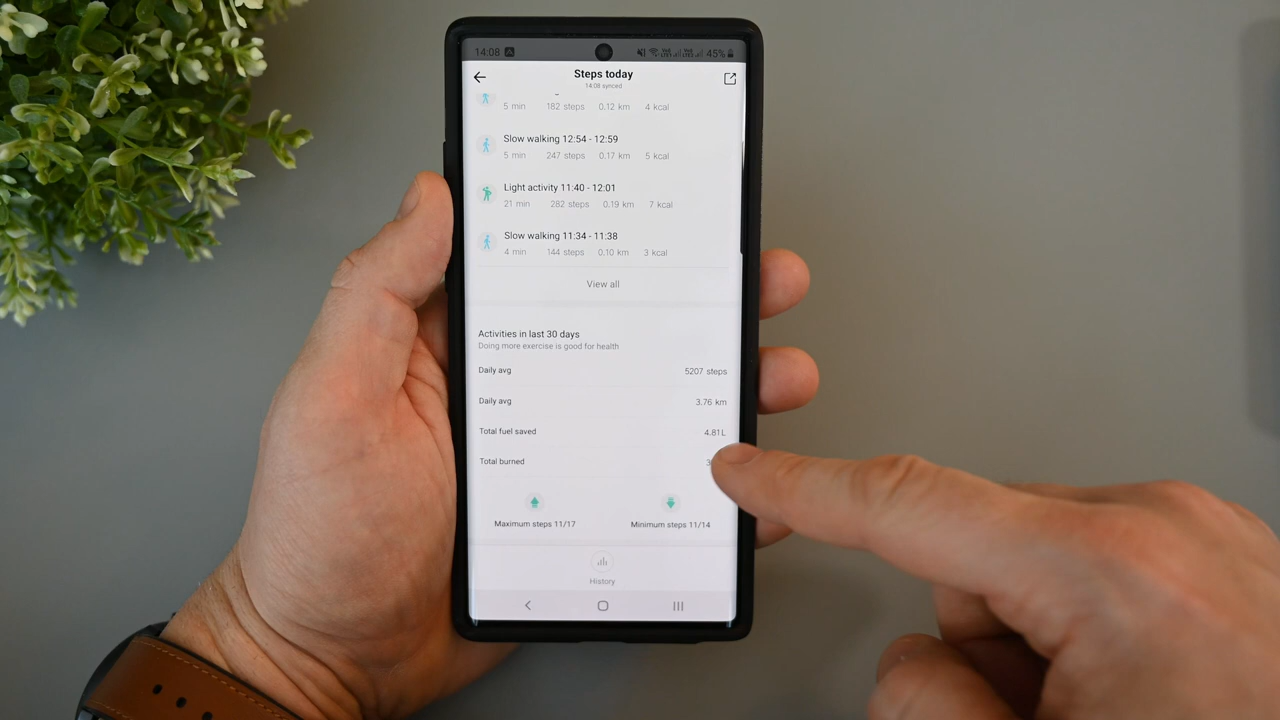 14:08 45%
Steps today
14:08 synced
5 min 182 steps 0.12 km 4 kcal
Slow walking 12:54 - 12:59
5 min 247 steps 0.17 km 5 kcal
Light activity 11:40 - 12:01
21 min 282 steps 0.19 km 7 kcal
Slow walking 11:34 - 11:38
4 min 144 steps 0.10 km 3 kcal
View all
Activities in last 30 days
Doing more exercise is good for health
Daily avg 5207 steps
Daily avg 3.76 km
Total fuel saved 4.81L
Total burned
Maximum steps 11/17 Minimum steps 11/14
History